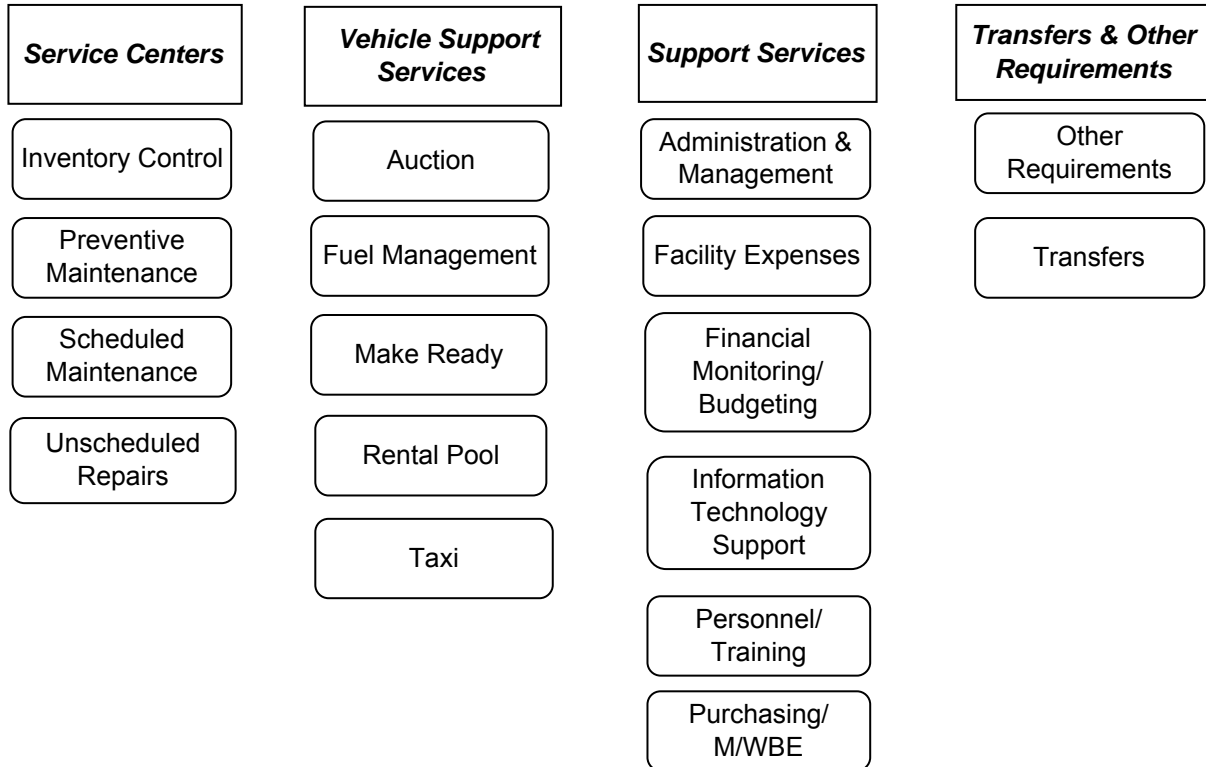 Service Centers
Inventory Control
Preventive
Maintenance
Scheduled
Maintenance
Unscheduled
Repairs
Vehicle Support
Services
Auction
Fuel Management
Make Ready
Rental Pool
Taxi
Support Services
Administration &
Management
Facility Expenses
Financial
Monitoring/
Budgeting
Information
Technology
Support
Personnel/
Training
Purchasing/
M/WBE
Transfers & Other
Requirements
Other
Requirements
Transfers